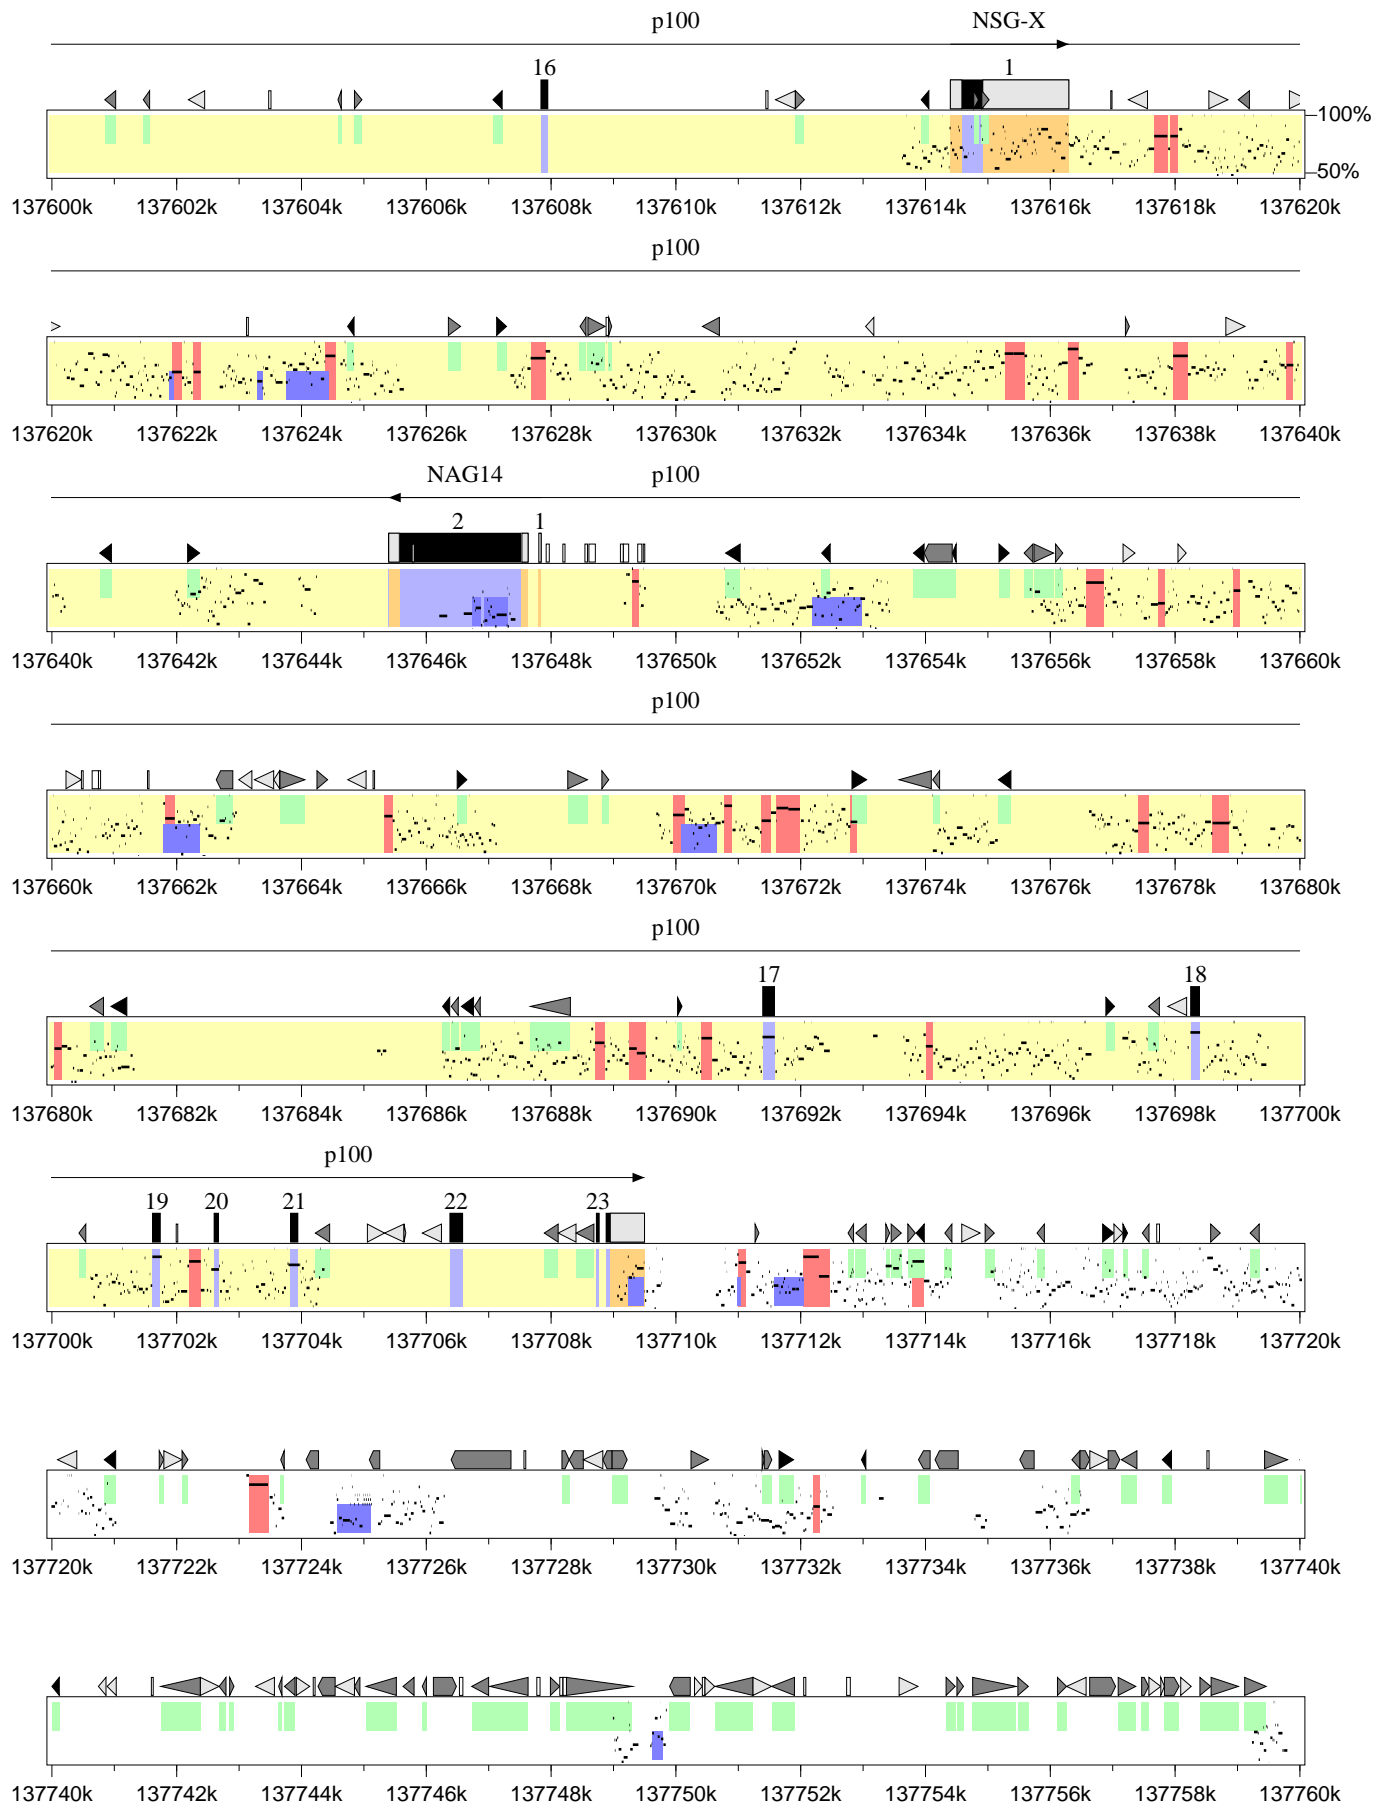 p100 NSG-X
16 1
100%
50%
137600k 137602k 137604k 137606k 137608k 137610k 137612k 137614k 137616k 137618k 137620k
p100
137620k 137622k 137624k 137626k 137628k 137630k 137632k 137634k 137636k 137638k 137640k
NAG14 p100
2 1
137640k 137642k 137644k 137646k 137648k 137650k 137652k 137654k 137656k 137658k 137660k
p100
137660k 137662k 137664k 137666k 137668k 137670k 137672k 137674k 137676k 137678k 137680k
p100
17 18
137680k 137682k 137684k 137686k 137688k 137690k 137692k 137694k 137696k 137698k 137700k
p100
19 20 21 22 23
137700k 137702k 137704k 137706k 137708k 137710k 137712k 137714k 137716k 137718k 137720k
137720k 137722k 137724k 137726k 137728k 137730k 137732k 137734k 137736k 137738k 137740k
137740k 137742k 137744k 137746k 137748k 137750k 137752k 137754k 137756k 137758k 137760k